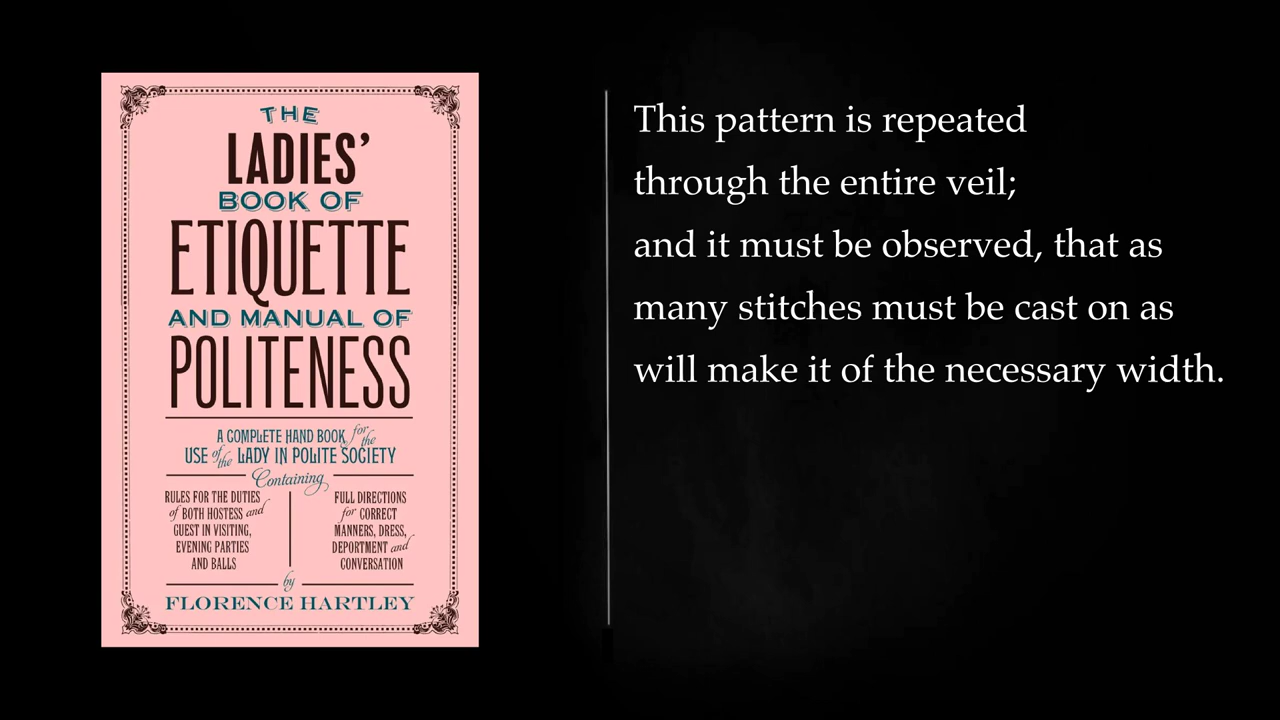 THE
LADIES'
BOOK OF
ETIQUETTE
AND MANUAL OF
POLITENESS
A COMPLETE HAND BOOK for the
USE of the LADY IN POLITE SOCIETY
Containing
RULES FOR THE DUTIES
of BOTH HOSTESS and
GUEST IN VISITING,
EVENING PARTIES
AND BALLS
FULL DIRECTIONS
for CORRECT
MANNERS, DRESS,
DEPORTMENT and
CONVERSATION
by
FLORENCE HARTLEY
This pattern is repeated
through the entire veil;
and it must be observed, that as
many stitches must be cast on as
will make it of the necessary width.